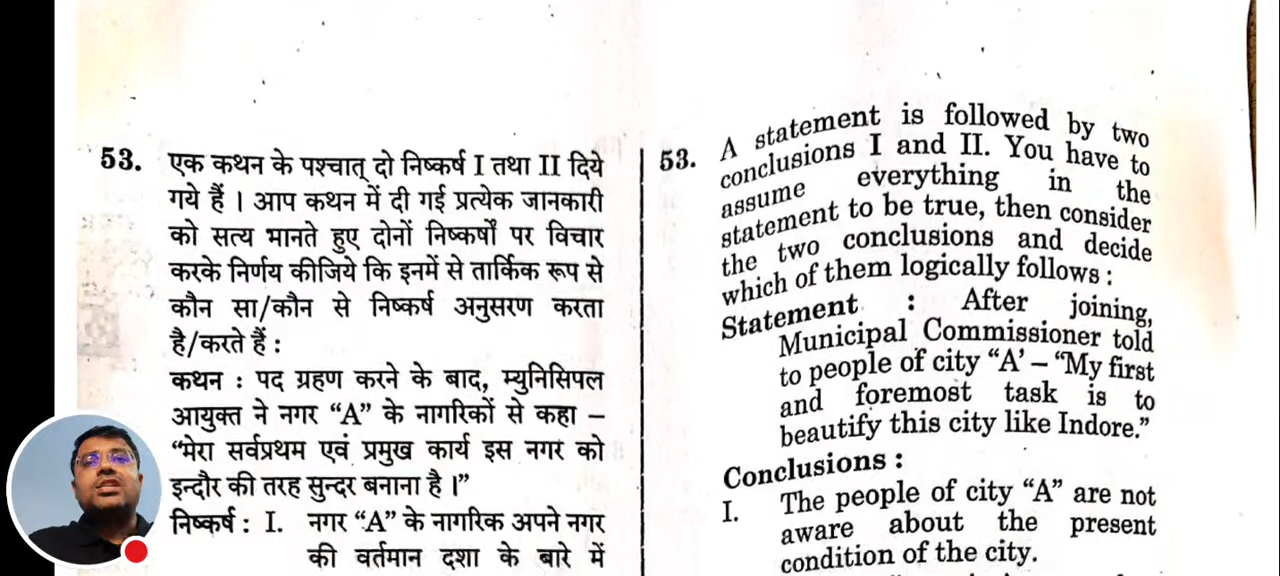 53. एक कथन के पश्चात् दो निष्कर्ष I तथा II दिये
गये हैं । आप कथन में दी गई प्रत्येक जानकारी
को सत्य मानते हुए दोनों निष्कर्षों पर विचार
करके निर्णय कीजिये कि इनमें से तार्किक रूप से
कौन सा/कौन से निष्कर्ष अनुसरण करता
है/करते हैं :
कथन : पद ग्रहण करने के बाद, म्युनिसिपल
आयुक्त ने नगर “A” के नागरिकों से कहा –
“मेरा सर्वप्रथम एवं प्रमुख कार्य इस नगर को
इन्दौर की तरह सुन्दर बनाना है ।”
निष्कर्ष : I. नगर “A” के नागरिक अपने नगर
की वर्तमान दशा के बारे में
53. A statement is followed by two
conclusions I and II. You have to
assume everything in the
statement to be true, then consider
the two conclusions and decide
which of them logically follows :
Statement : After joining,
Municipal Commissioner told
to people of city “A’ – “My first
and foremost task is to
beautify this city like Indore.”
Conclusions :
I. The people of city “A” are not
aware about the present
condition of the city.